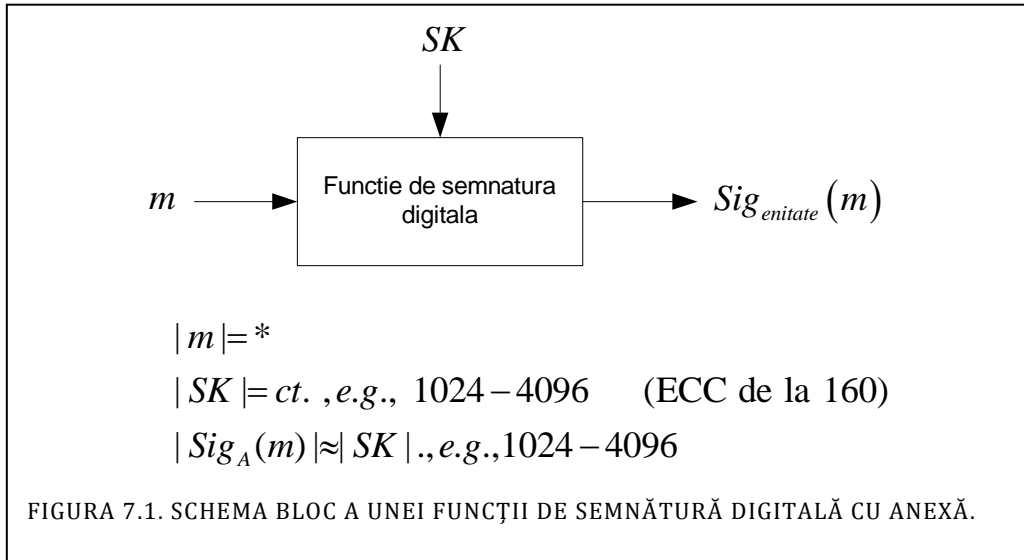 SK
Functie de semnatura
digitala
m
Sig_enitate (m)
| m |= *
| SK |= ct. , e.g., 1024 – 4096 (ECC de la 160)
| Sig_A(m) |≈| SK | ., e.g.,1024 – 4096
FIGURA 7.1. SCHEMA BLOC A UNEI FUNCȚII DE SEMNĂTURĂ DIGITALĂ CU ANEXĂ.